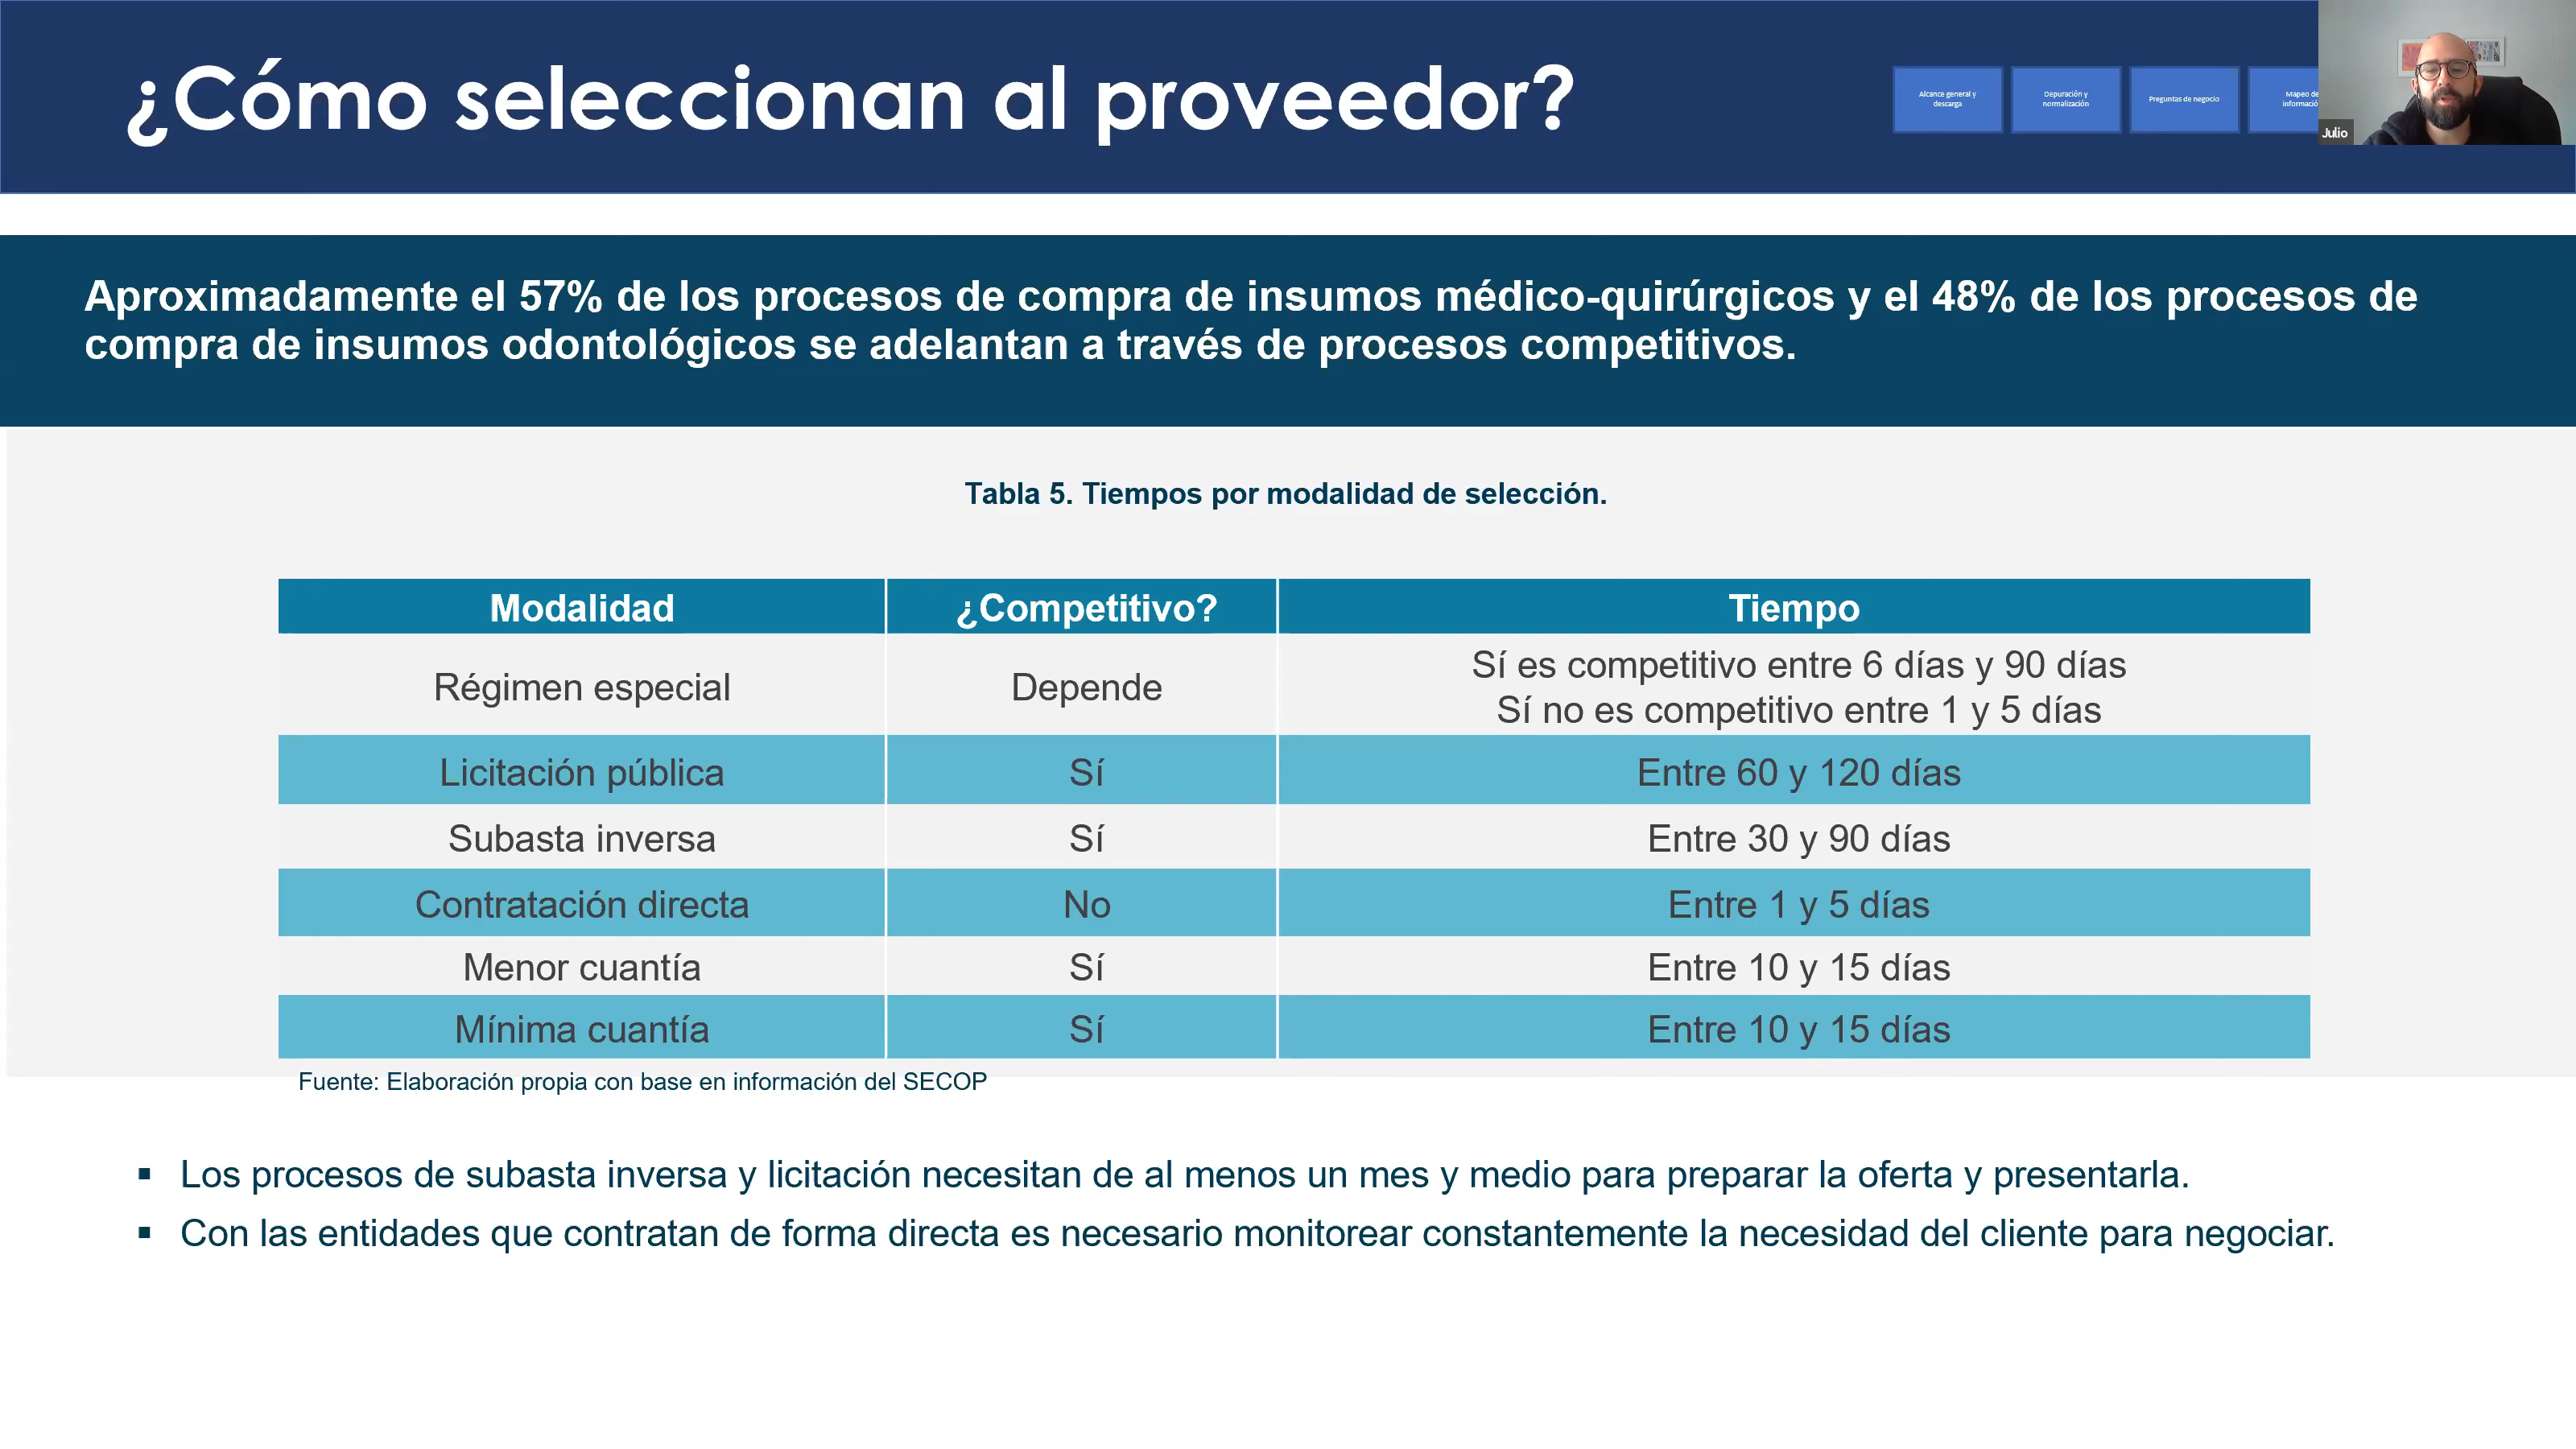 ¿Cómo seleccionan al proveedor?
Alcance general y
descarga
Depuración y
normalización
Preguntas de negocio
Mapeo de
informació
Julio
Aproximadamente el 57% de los procesos de compra de insumos médico-quirúrgicos y el 48% de los procesos de
compra de insumos odontológicos se adelantan a través de procesos competitivos.
Tabla 5. Tiempos por modalidad de selección.
Modalidad ¿Competitivo? Tiempo
Régimen especial Depende Sí es competitivo entre 6 días y 90 días
Sí no es competitivo entre 1 y 5 días
Licitación pública Sí Entre 60 y 120 días
Subasta inversa Sí Entre 30 y 90 días
Contratación directa No Entre 1 y 5 días
Menor cuantía Sí Entre 10 y 15 días
Mínima cuantía Sí Entre 10 y 15 días
Fuente: Elaboración propia con base en información del SECOP
▪ Los procesos de subasta inversa y licitación necesitan de al menos un mes y medio para preparar la oferta y presentarla.
▪ Con las entidades que contratan de forma directa es necesario monitorear constantemente la necesidad del cliente para negociar.